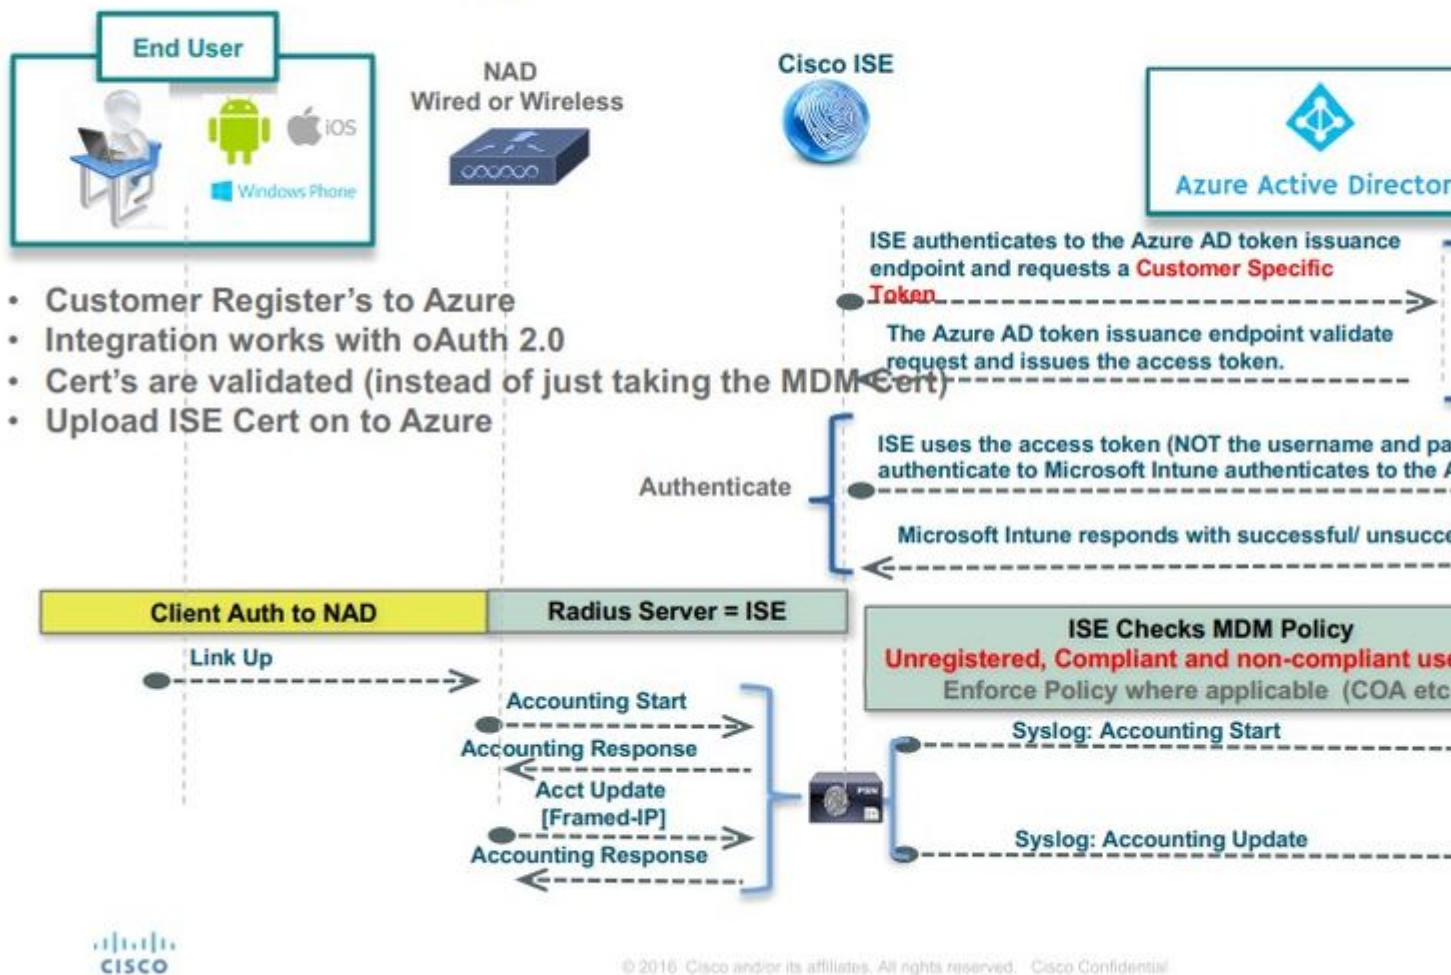 End User
iOS
Windows Phone
NAD
Wired or Wireless
Cisco ISE
Azure Active Director
ISE authenticates to the Azure AD token issuance
endpoint and requests a Customer Specific
Token
The Azure AD token issuance endpoint validate
request and issues the access token.
• Customer Register's to Azure
• Integration works with oAuth 2.0
• Cert's are validated (instead of just taking the MDM Cert)
• Upload ISE Cert on to Azure
Authenticate
ISE uses the access token (NOT the username and pa
authenticate to Microsoft Intune authenticates to the A
Microsoft Intune responds with successful/ unsucce
Client Auth to NAD
Radius Server = ISE
ISE Checks MDM Policy
Unregistered, Compliant and non-compliant use
Enforce Policy where applicable (COA etc
Link Up
Accounting Start
Accounting Response
Acct Update
[Framed-IP]
Accounting Response
PSN
Syslog: Accounting Start
Syslog: Accounting Update
CISCO
© 2016 Cisco and/or its affiliates. All rights reserved. Cisco Confidential